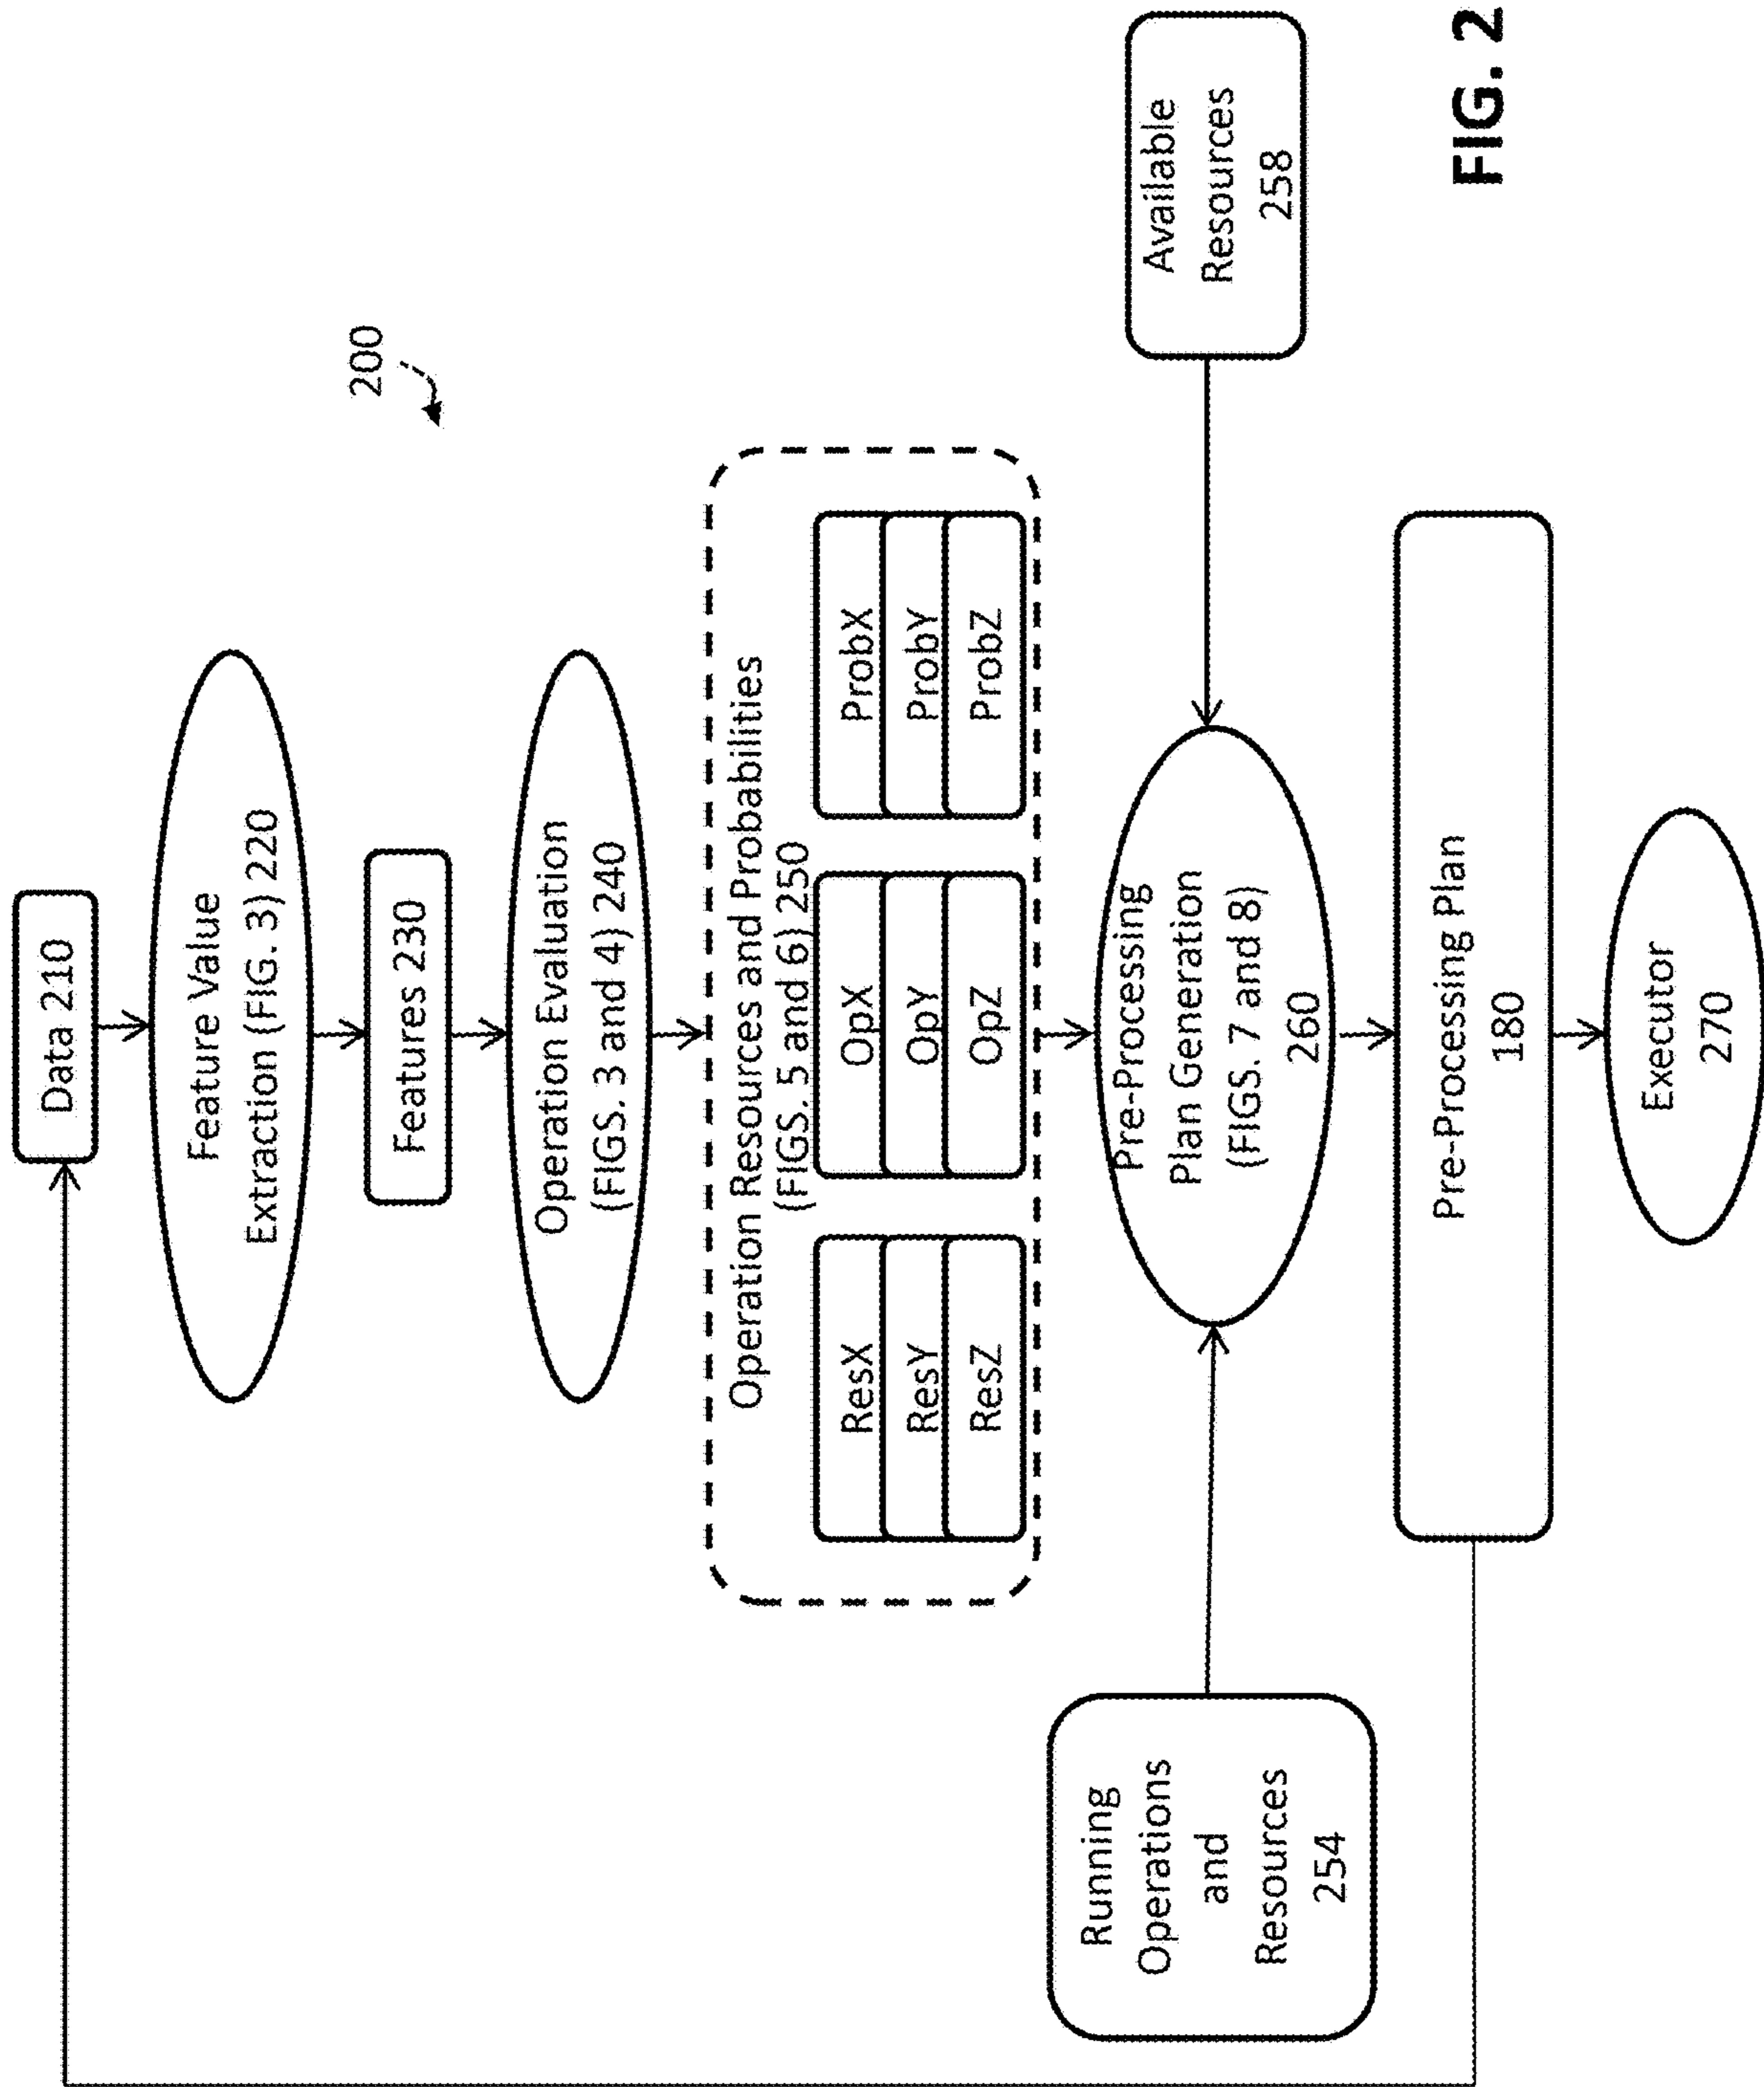 200
Data 210
Feature Value
Extraction (FIG. 3) 220
Features 230
Operation Evaluation
(FIGS. 3 and 4) 240
Operation Resources and Probabilities
(FIGS. 5 and 6) 250
ResX
ResY
ResZ
OpX
OpY
OpZ
ProbX
ProbY
ProbZ
Running
Operations
and
Resources
254
Pre-Processing
Plan Generation
(FIGS. 7 and 8)
260
Available
Resources
258
Pre-Processing Plan
180
Executor
270
FIG. 2